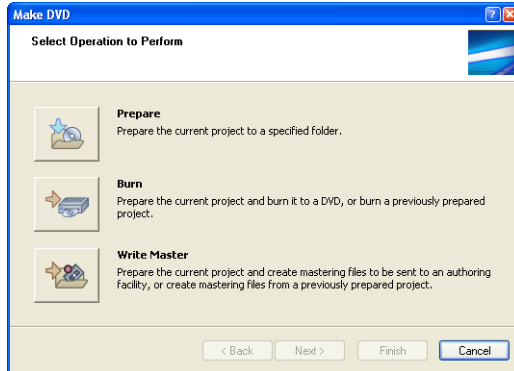 Make DVD
Select Operation to Perform
Prepare
Prepare the current project to a specified folder.
Burn
Prepare the current project and burn it to a DVD, or burn a previously prepared
project.
Write Master
Prepare the current project and create mastering files to be sent to an authoring
facility, or create mastering files from a previously prepared project.
< Back Next > Finish Cancel